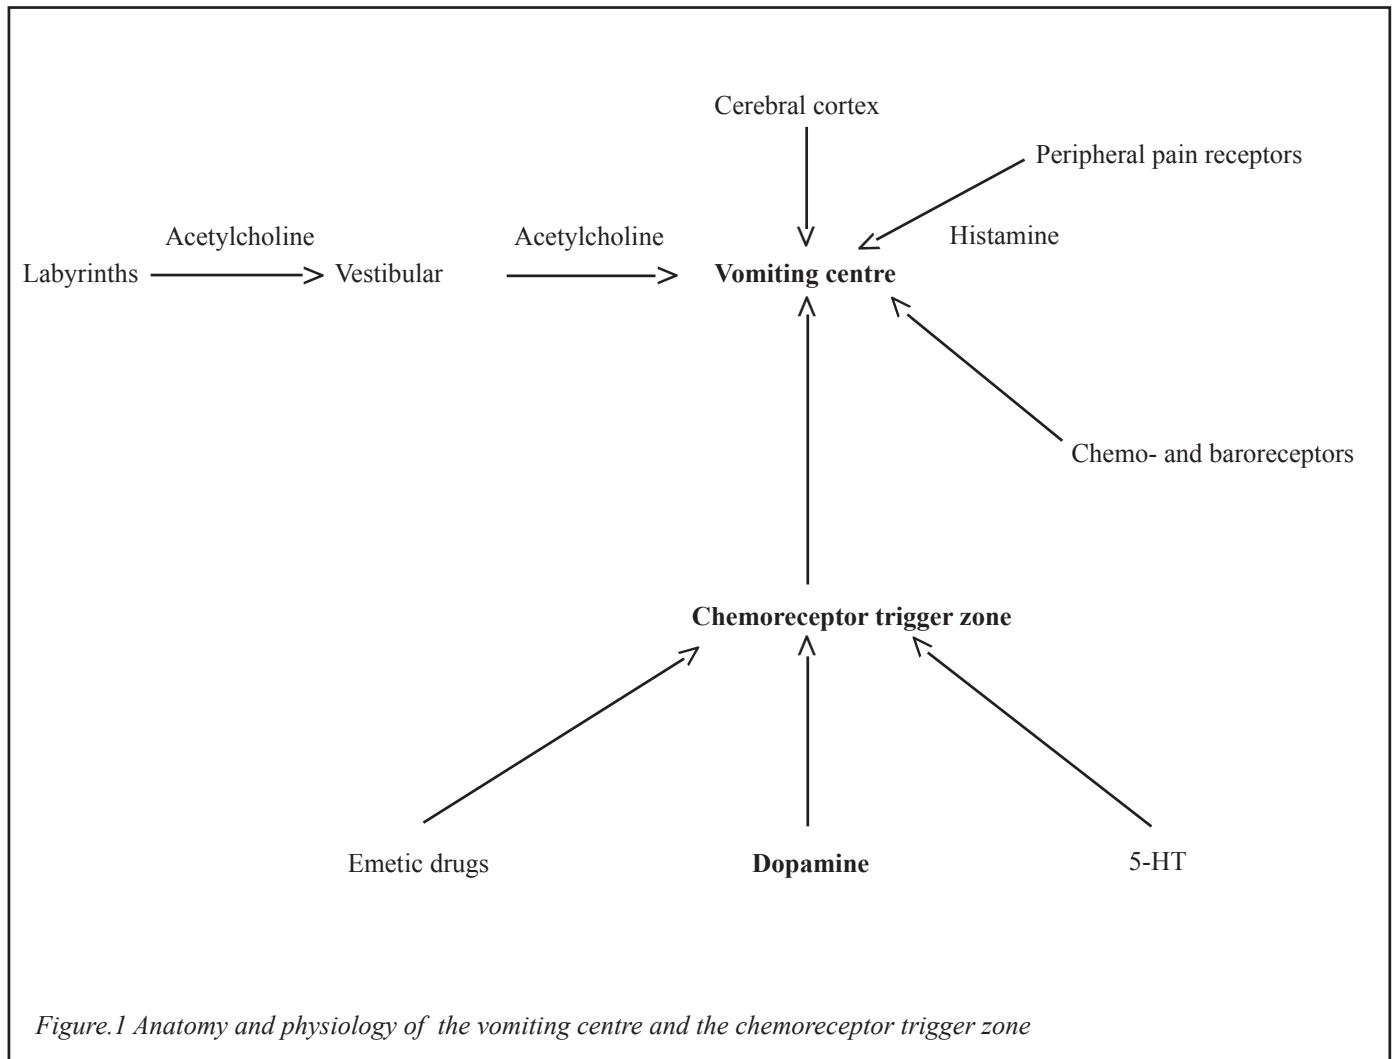 Cerebral cortex
Peripheral pain receptors
Acetylcholine
Acetylcholine
Histamine
Labyrinths
Vestibular
Vomiting centre
Chemo- and baroreceptors
Chemoreceptor trigger zone
Emetic drugs
Dopamine
5-HT
Figure.1 Anatomy and physiology of the vomiting centre and the chemoreceptor trigger zone